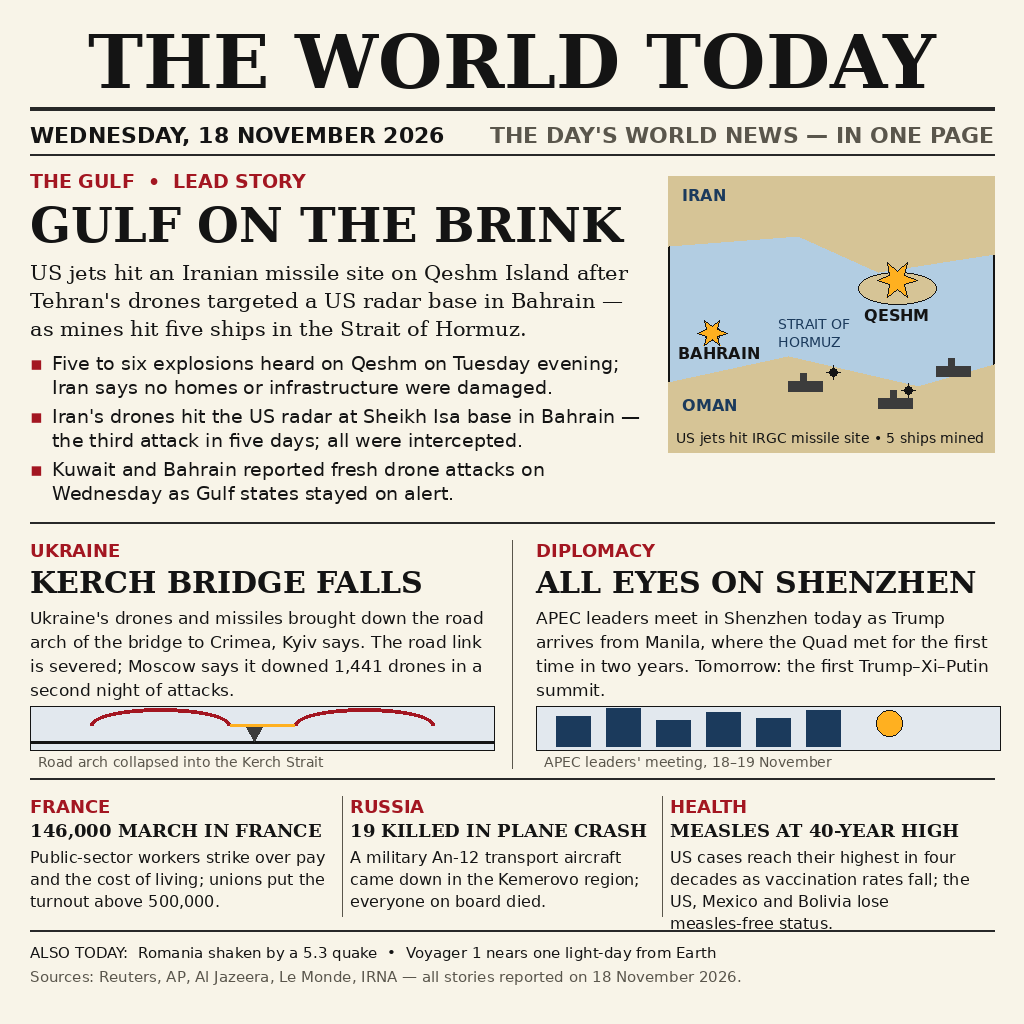 THE WORLD TODAY
WEDNESDAY, 18 NOVEMBER 2026
THE DAY'S WORLD NEWS — IN ONE PAGE
THE GULF • LEAD STORY
GULF ON THE BRINK
US jets hit an Iranian missile site on Qeshm Island after
Tehran's drones targeted a US radar base in Bahrain —
as mines hit five ships in the Strait of Hormuz.
■ Five to six explosions heard on Qeshm on Tuesday evening;
Iran says no homes or infrastructure were damaged.
■ Iran's drones hit the US radar at Sheikh Isa base in Bahrain —
the third attack in five days; all were intercepted.
■ Kuwait and Bahrain reported fresh drone attacks on
Wednesday as Gulf states stayed on alert.
IRAN
QESHM
STRAIT OF
HORMUZ
BAHRAIN
OMAN
US jets hit IRGC missile site • 5 ships mined
UKRAINE
KERCH BRIDGE FALLS
Ukraine's drones and missiles brought down the road
arch of the bridge to Crimea, Kyiv says. The road link
is severed; Moscow says it downed 1,441 drones in a
second night of attacks.
Road arch collapsed into the Kerch Strait
DIPLOMACY
ALL EYES ON SHENZHEN
APEC leaders meet in Shenzhen today as Trump
arrives from Manila, where the Quad met for the first
time in two years. Tomorrow: the first Trump–Xi–Putin
summit.
APEC leaders' meeting, 18–19 November
FRANCE
146,000 MARCH IN FRANCE
Public-sector workers strike over pay
and the cost of living; unions put the
turnout above 500,000.
RUSSIA
19 KILLED IN PLANE CRASH
A military An-12 transport aircraft
came down in the Kemerovo region;
everyone on board died.
HEALTH
MEASLES AT 40-YEAR HIGH
US cases reach their highest in four
decades as vaccination rates fall; the
US, Mexico and Bolivia lose
measles-free status.
ALSO TODAY: Romania shaken by a 5.3 quake • Voyager 1 nears one light-day from Earth
Sources: Reuters, AP, Al Jazeera, Le Monde, IRNA — all stories reported on 18 November 2026.